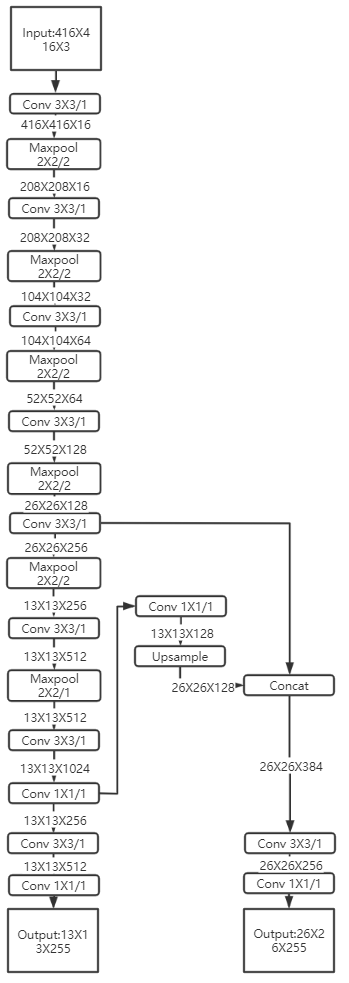 Input:416X4
16X3
Conv 3X3/1
416X416X16
Maxpool
2X2/2
208X208X16
Conv 3X3/1
208X208X32
Maxpool
2X2/2
104X104X32
Conv 3X3/1
104X104X64
Maxpool
2X2/2
52X52X64
Conv 3X3/1
52X52X128
Maxpool
2X2/2
26X26X128
Conv 3X3/1
26X26X256
Maxpool
2X2/2
13X13X256
Conv 3X3/1
13X13X512
Maxpool
2X2/1
13X13X512
Conv 3X3/1
13X13X1024
Conv 1X1/1
13X13X256
Conv 3X3/1
13X13X512
Conv 1X1/1
Output:13X1
3X255
Conv 1X1/1
13X13X128
Upsample
26X26X128
Concat
26X26X384
Conv 3X3/1
26X26X256
Conv 1X1/1
Output:26X2
6X255